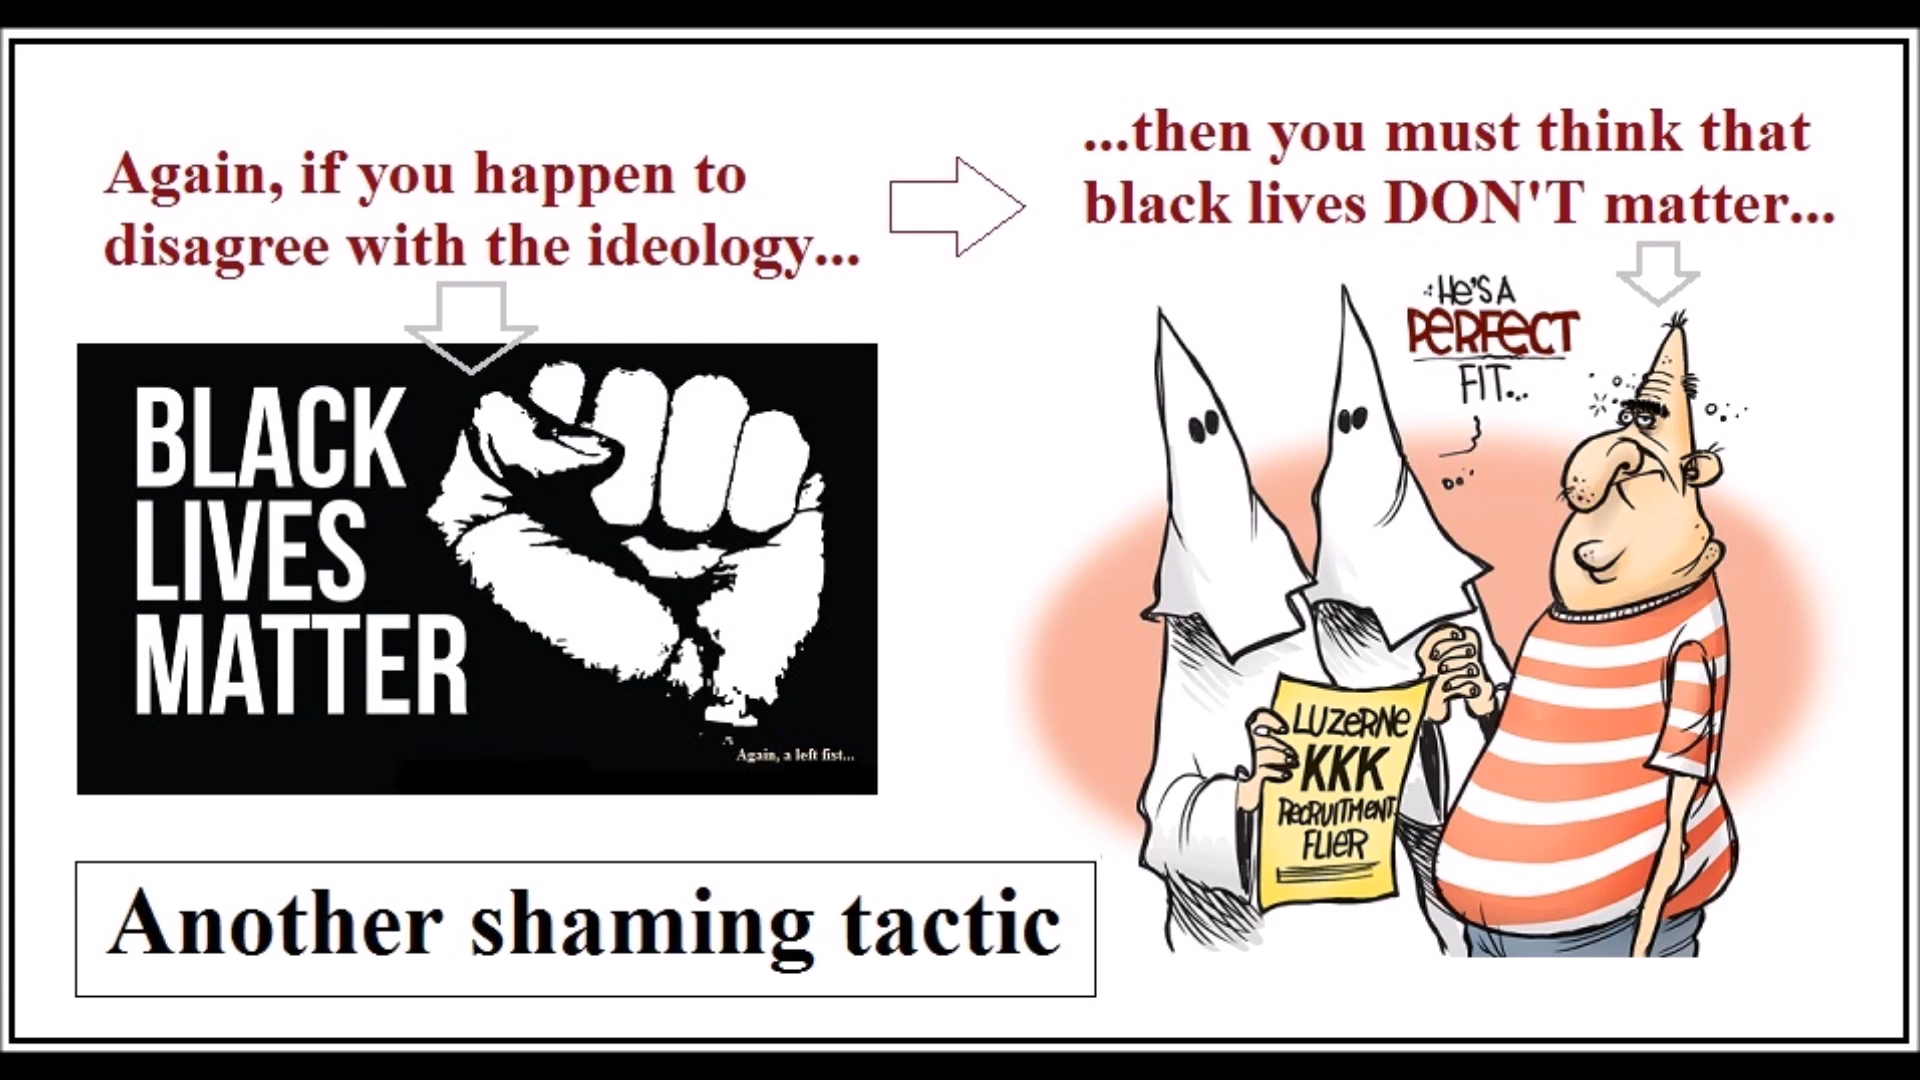 Again, if you happen to
disagree with the ideology...
...then you must think that
black lives DON'T matter...
BLACK
LIVES
MATTER
Again, a left fist...
HE'S A
PERFECT
FIT...
LUZERNE
KKK
RECRUITMENT
FLIER
Another shaming tactic